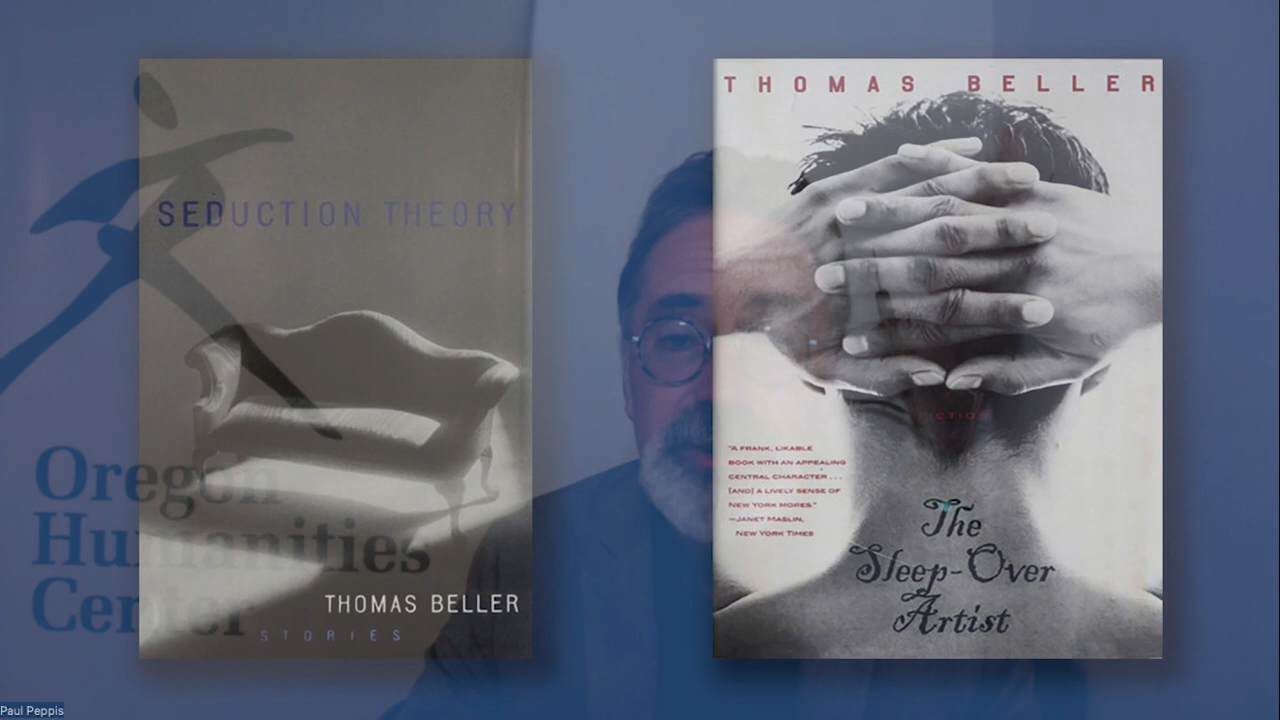 Oregon
Humanities
Center
SEDUCTION THEORY
THOMAS BELLER
STORIES
THOMAS BELLER
FICTION
"A FRANK, LIKABLE
BOOK WITH AN APPEALING
CENTRAL CHARACTER . . .
[AND] A LIVELY SENSE OF
NEW YORK MORES."
—JANET MASLIN,
NEW YORK TIMES
The
Sleep-Over
Artist
Paul Peppis